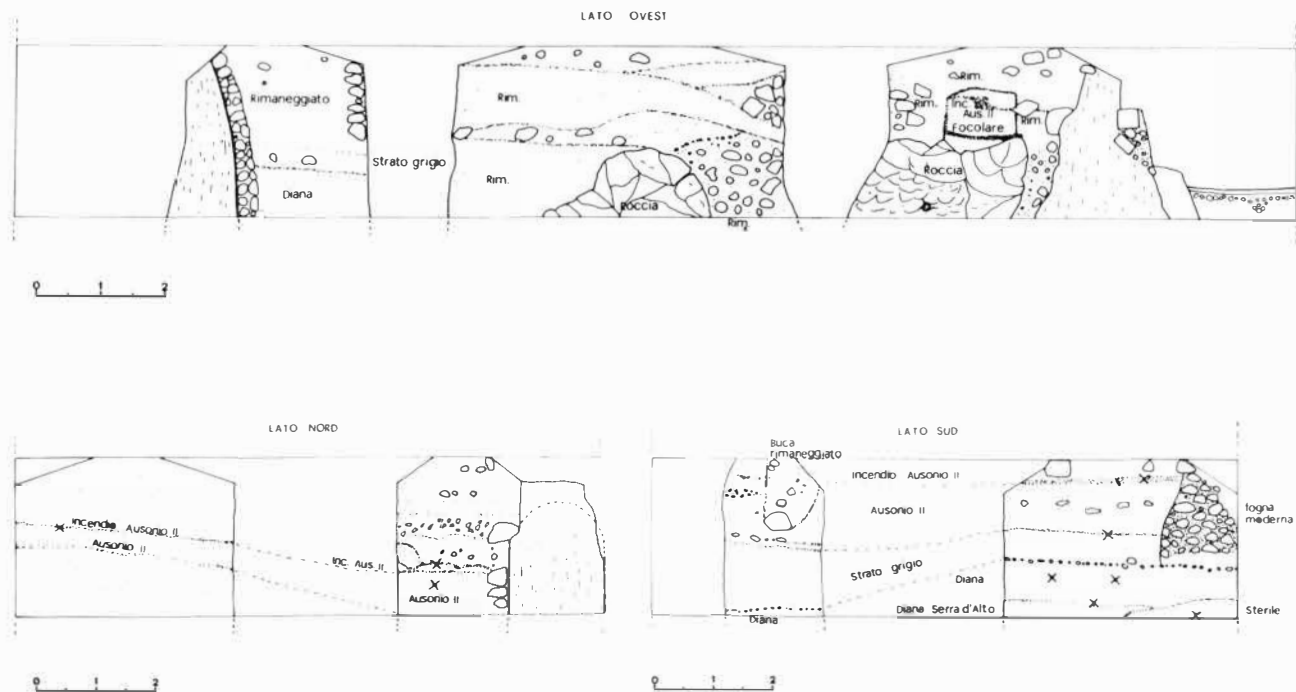 LATO OVEST
Rimaneggiato
Strato grigio
Diana
Rim.
Rim.
Roccia
Rim.
Rim.
Rim.
Inc.
Aus. II
Focolare
Rim.
Roccia
0 1 2
LATO NORD
Incendio Ausonio II
Ausonio II
Inc. Aus. II
Ausonio II
0 1 2
LATO SUD
Buca
rimaneggiato
Incendio Ausonio II
Ausonio II
fogna
moderna
Strato grigio
Diana
Diana Serra d'Alto
Sterile
Diana
0 1 2